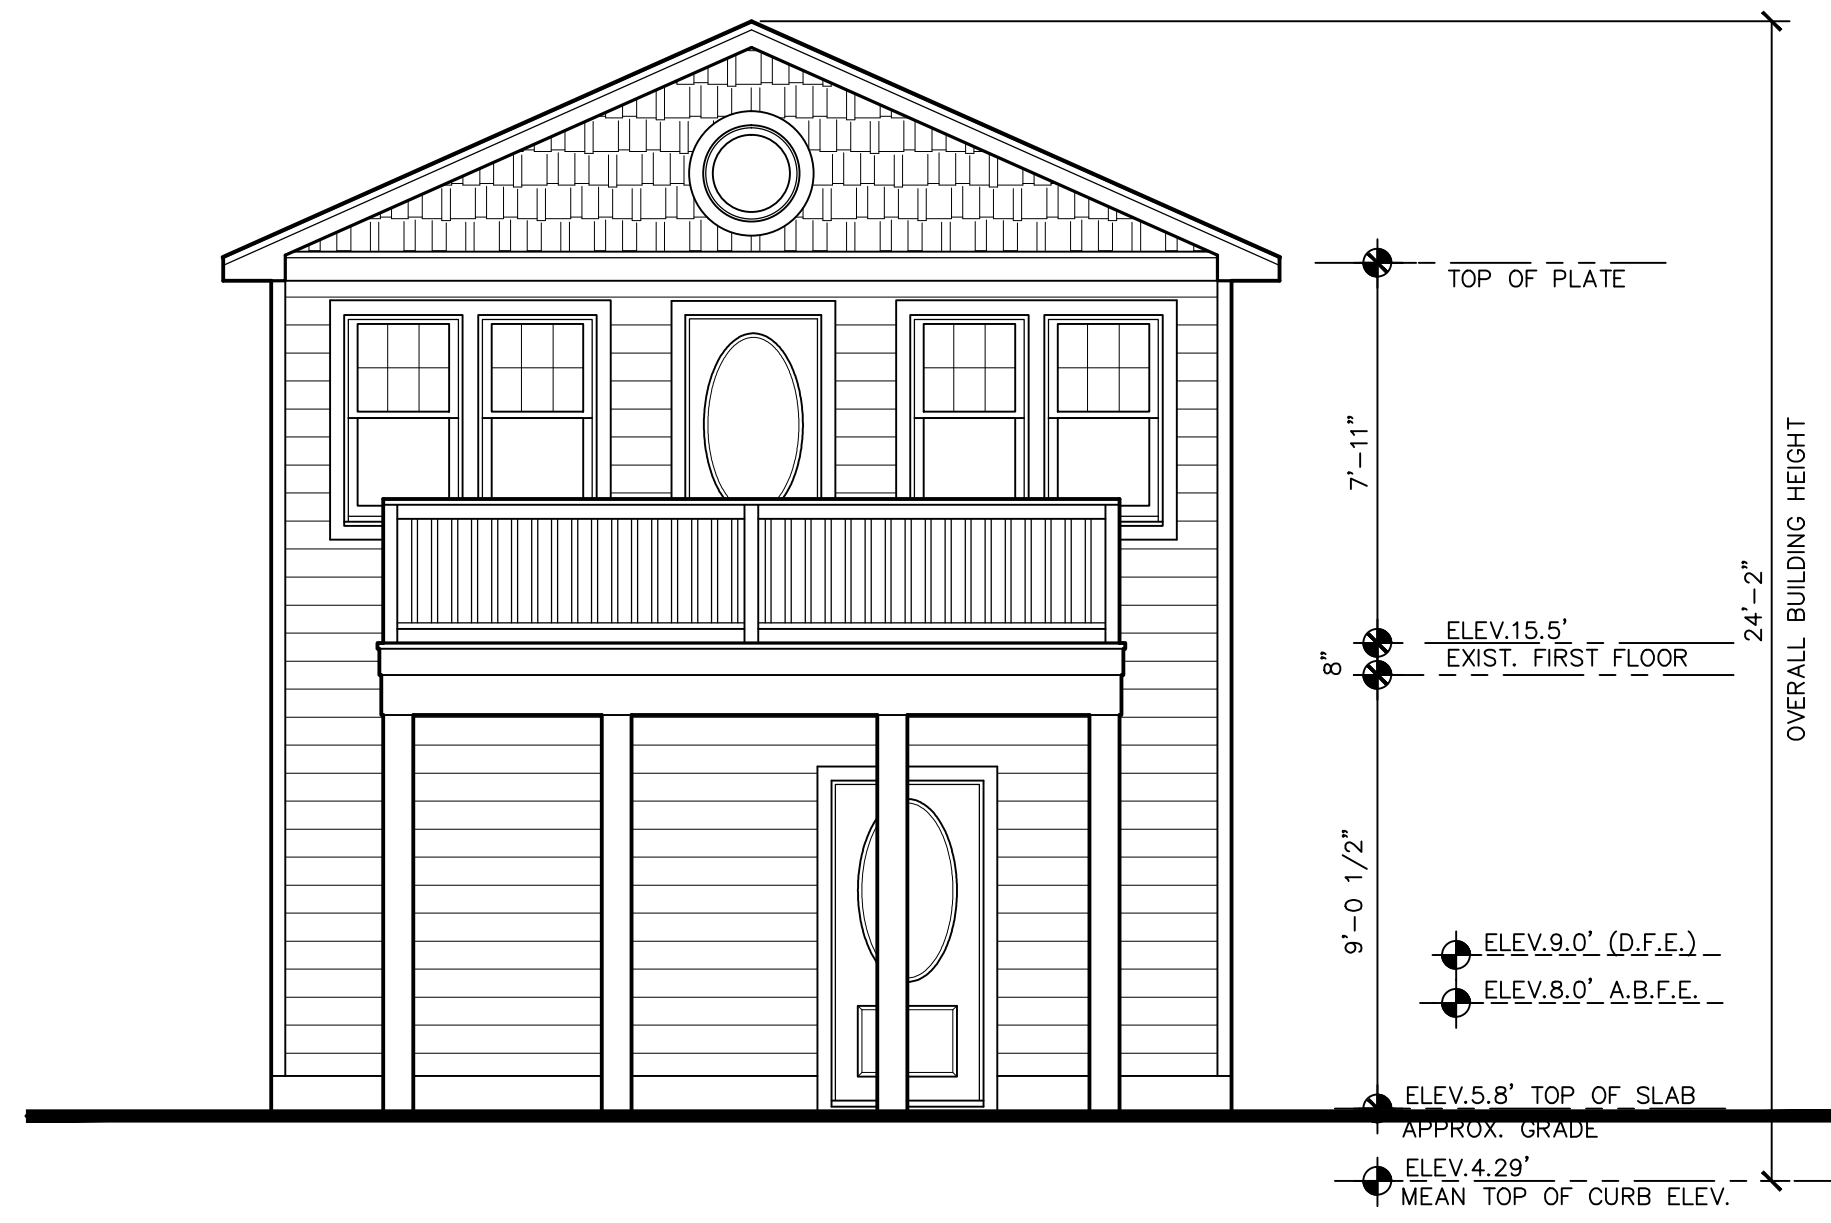 TOP OF PLATE
7'-11"
OVERALL BUILDING HEIGHT
24'-2"
ELEV.15.5'
EXIST. FIRST FLOOR
8"
9'-0 1/2"
ELEV.9.0' (D.F.E.)
ELEV.8.0' A.B.F.E.
ELEV.5.8' TOP OF SLAB
APPROX. GRADE
ELEV.4.29'
MEAN TOP OF CURB ELEV.